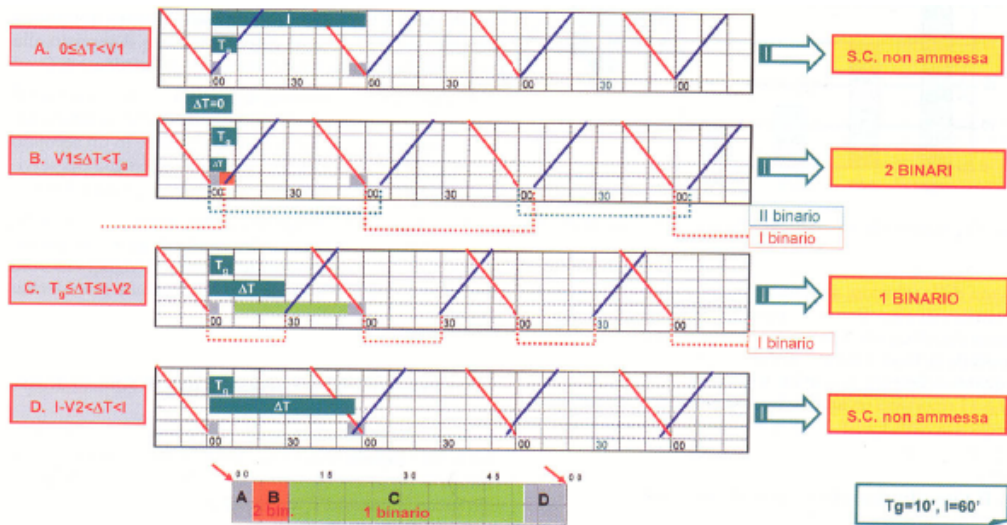 A. 0≤ΔT<V1
I
Tg
00 30 00 00 00
ΔT=0
S.C. non ammessa
B. V1≤ΔT<Tg
Tg
ΔT
00 30 00 00 00
2 BINARI
II binario
I binario
C. Tg≤ΔT≤I-V2
Tg
ΔT
00 30 00 30 00 30 00
1 BINARIO
I binario
D. I-V2<ΔT<I
Tg
ΔT
00 30 00 30 00 30 00
S.C. non ammessa
00 15 30 45 00
A B C D
2 bin. 1 binario
Tg=10', I=60'